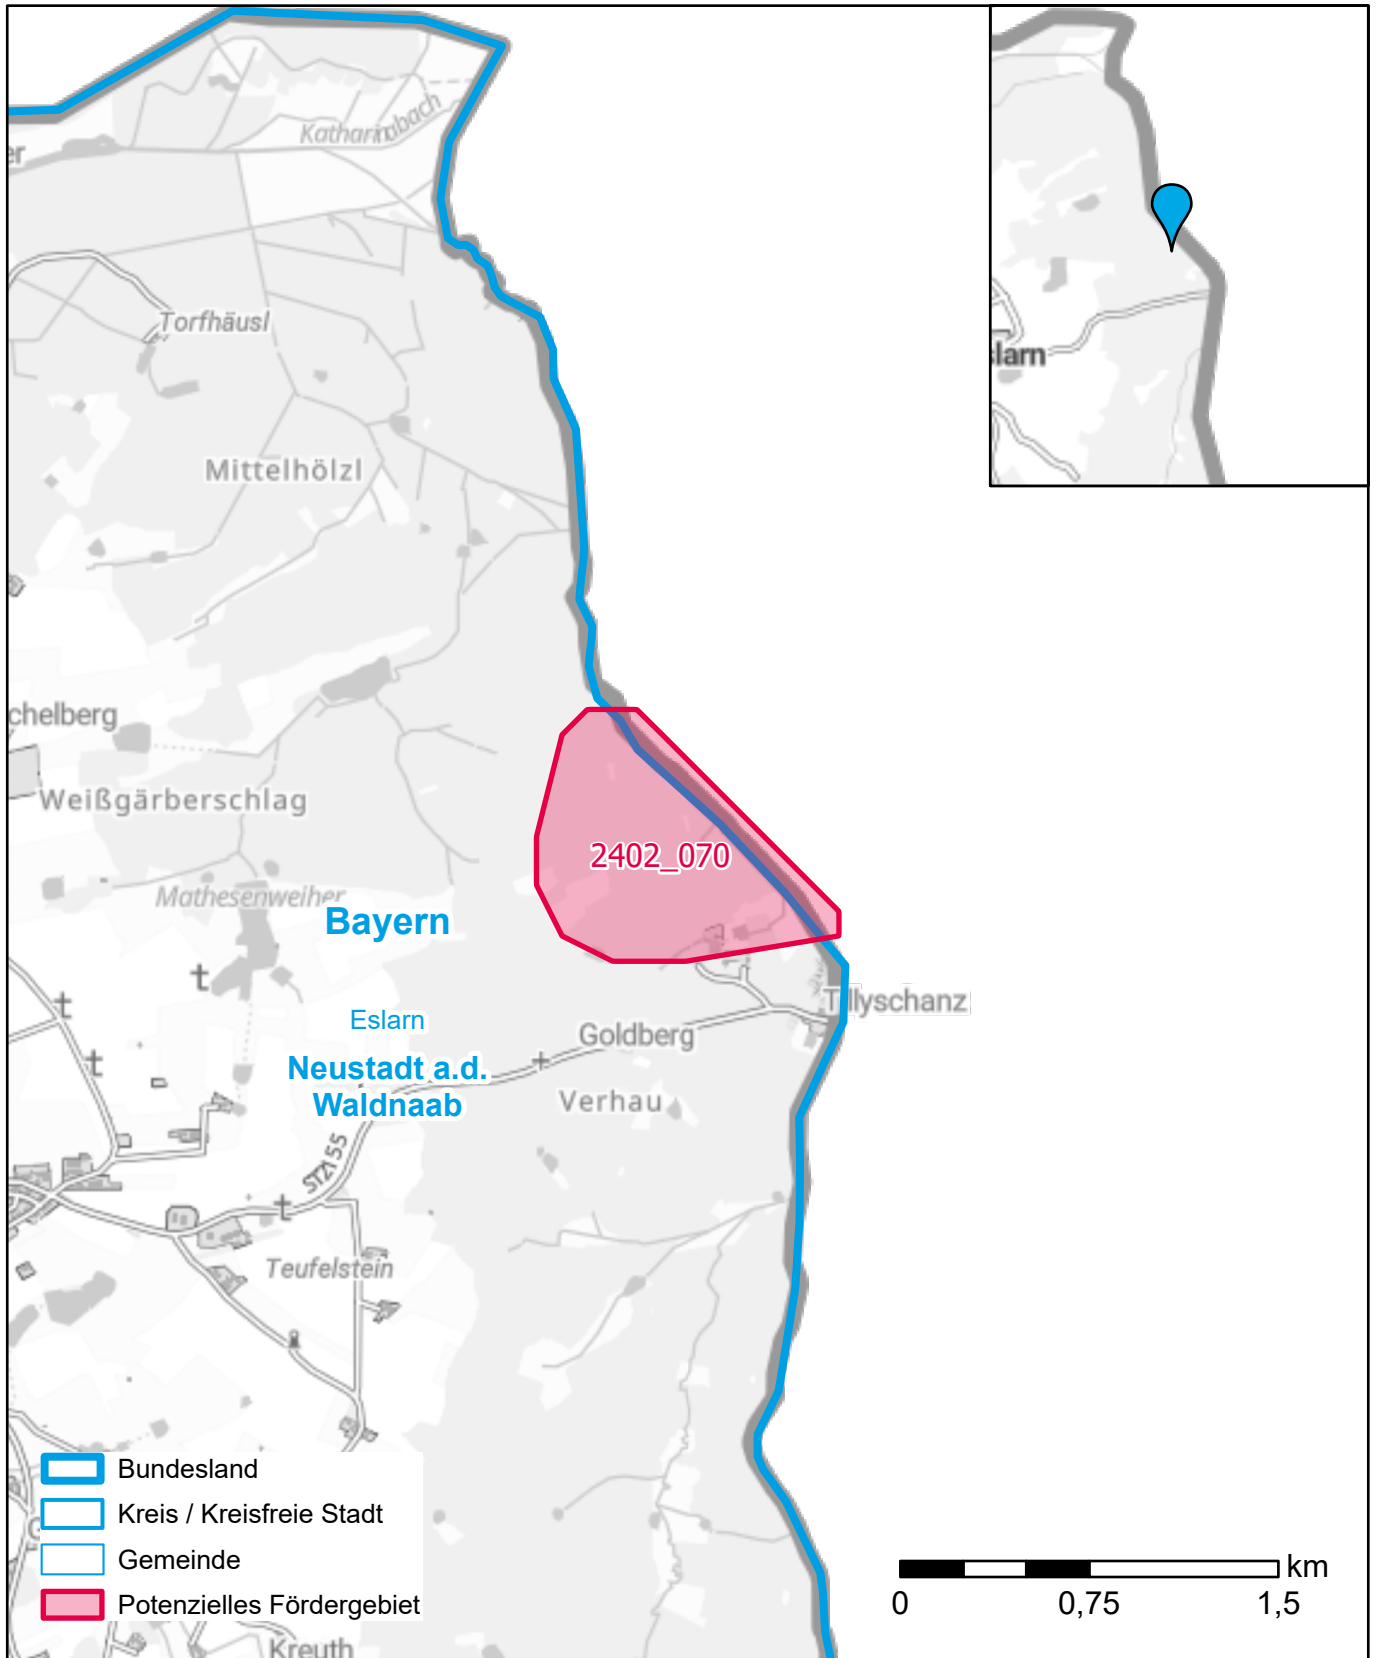 Katharinabach
er
Torfhäusl
slarn
Mittelhölzl
chelberg
Weißgärberschlag
2402_070
Mathesenweiher
Bayern
Tillyschanz
Eslarn
Goldberg
Neustadt a.d.
Waldnaab
Verhau
ST2155
Teufelstein
Bundesland
Kreis / Kreisfreie Stadt
G
Gemeinde
Potenzielles Fördergebiet
km
0 0,75 1,5
Kreuth